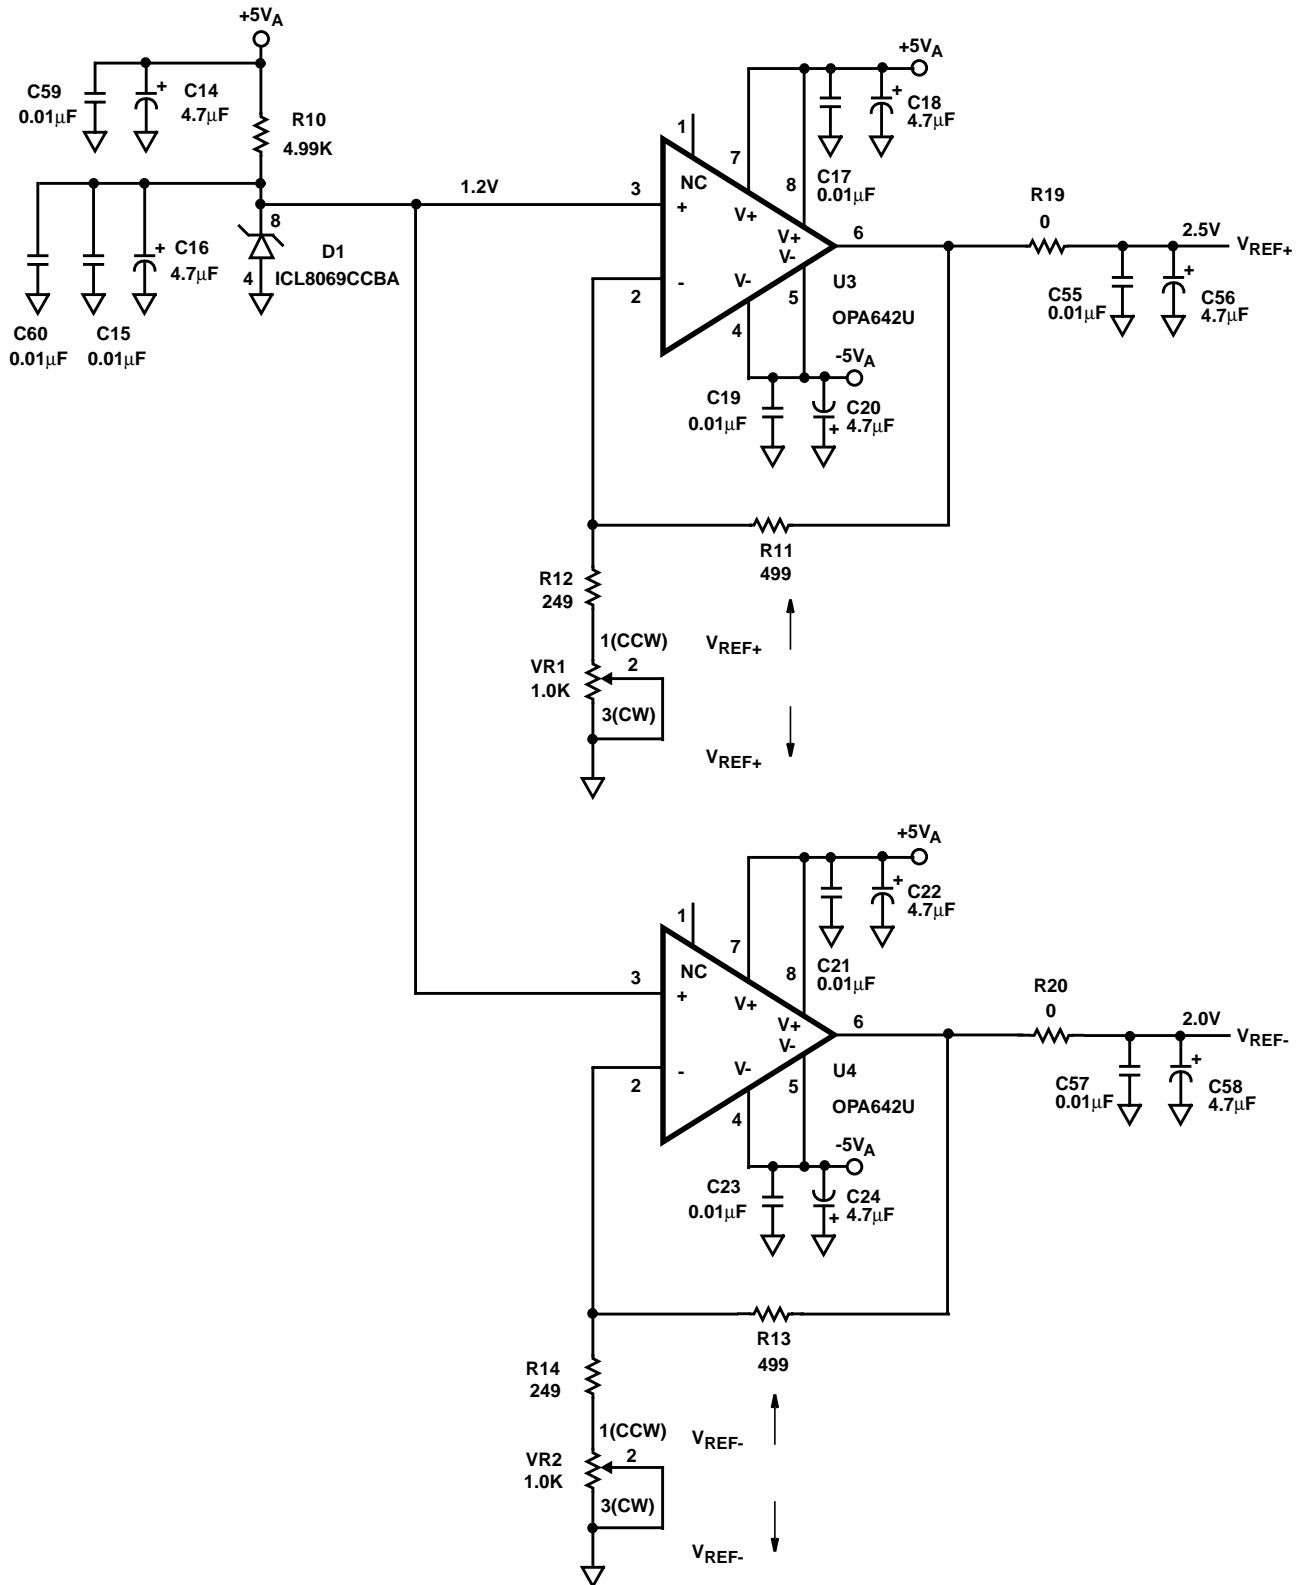 +5VA
C59
0.01µF
+
C14
4.7µF
R10
4.99K
C60
0.01µF
C15
0.01µF
+
C16
4.7µF
8
4
D1
ICL8069CCBA
1.2V
+5VA
1
7
8
C17
0.01µF
+
C18
4.7µF
3
NC
+
V+
V+
V-
6
2
-
V-
4
5
U3
OPA642U
-5VA
C19
0.01µF
+
C20
4.7µF
R19
0
2.5V
VREF+
C55
0.01µF
+
C56
4.7µF
R11
499
R12
249
1(CCW)
VR1
1.0K
2
3(CW)
VREF+
VREF+
+5VA
1
7
8
C21
0.01µF
+
C22
4.7µF
3
NC
+
V+
V+
V-
6
2
-
V-
4
5
U4
OPA642U
-5VA
C23
0.01µF
+
C24
4.7µF
R20
0
2.0V
VREF-
C57
0.01µF
+
C58
4.7µF
R13
499
R14
249
1(CCW)
VR2
1.0K
2
3(CW)
VREF-
VREF-